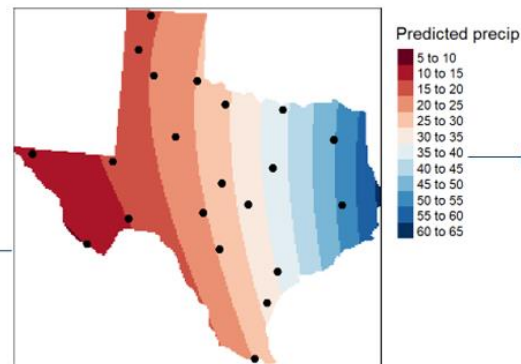 Predicted precip
5 to 10
10 to 15
15 to 20
20 to 25
25 to 30
30 to 35
35 to 40
40 to 45
45 to 50
50 to 55
55 to 60
60 to 65